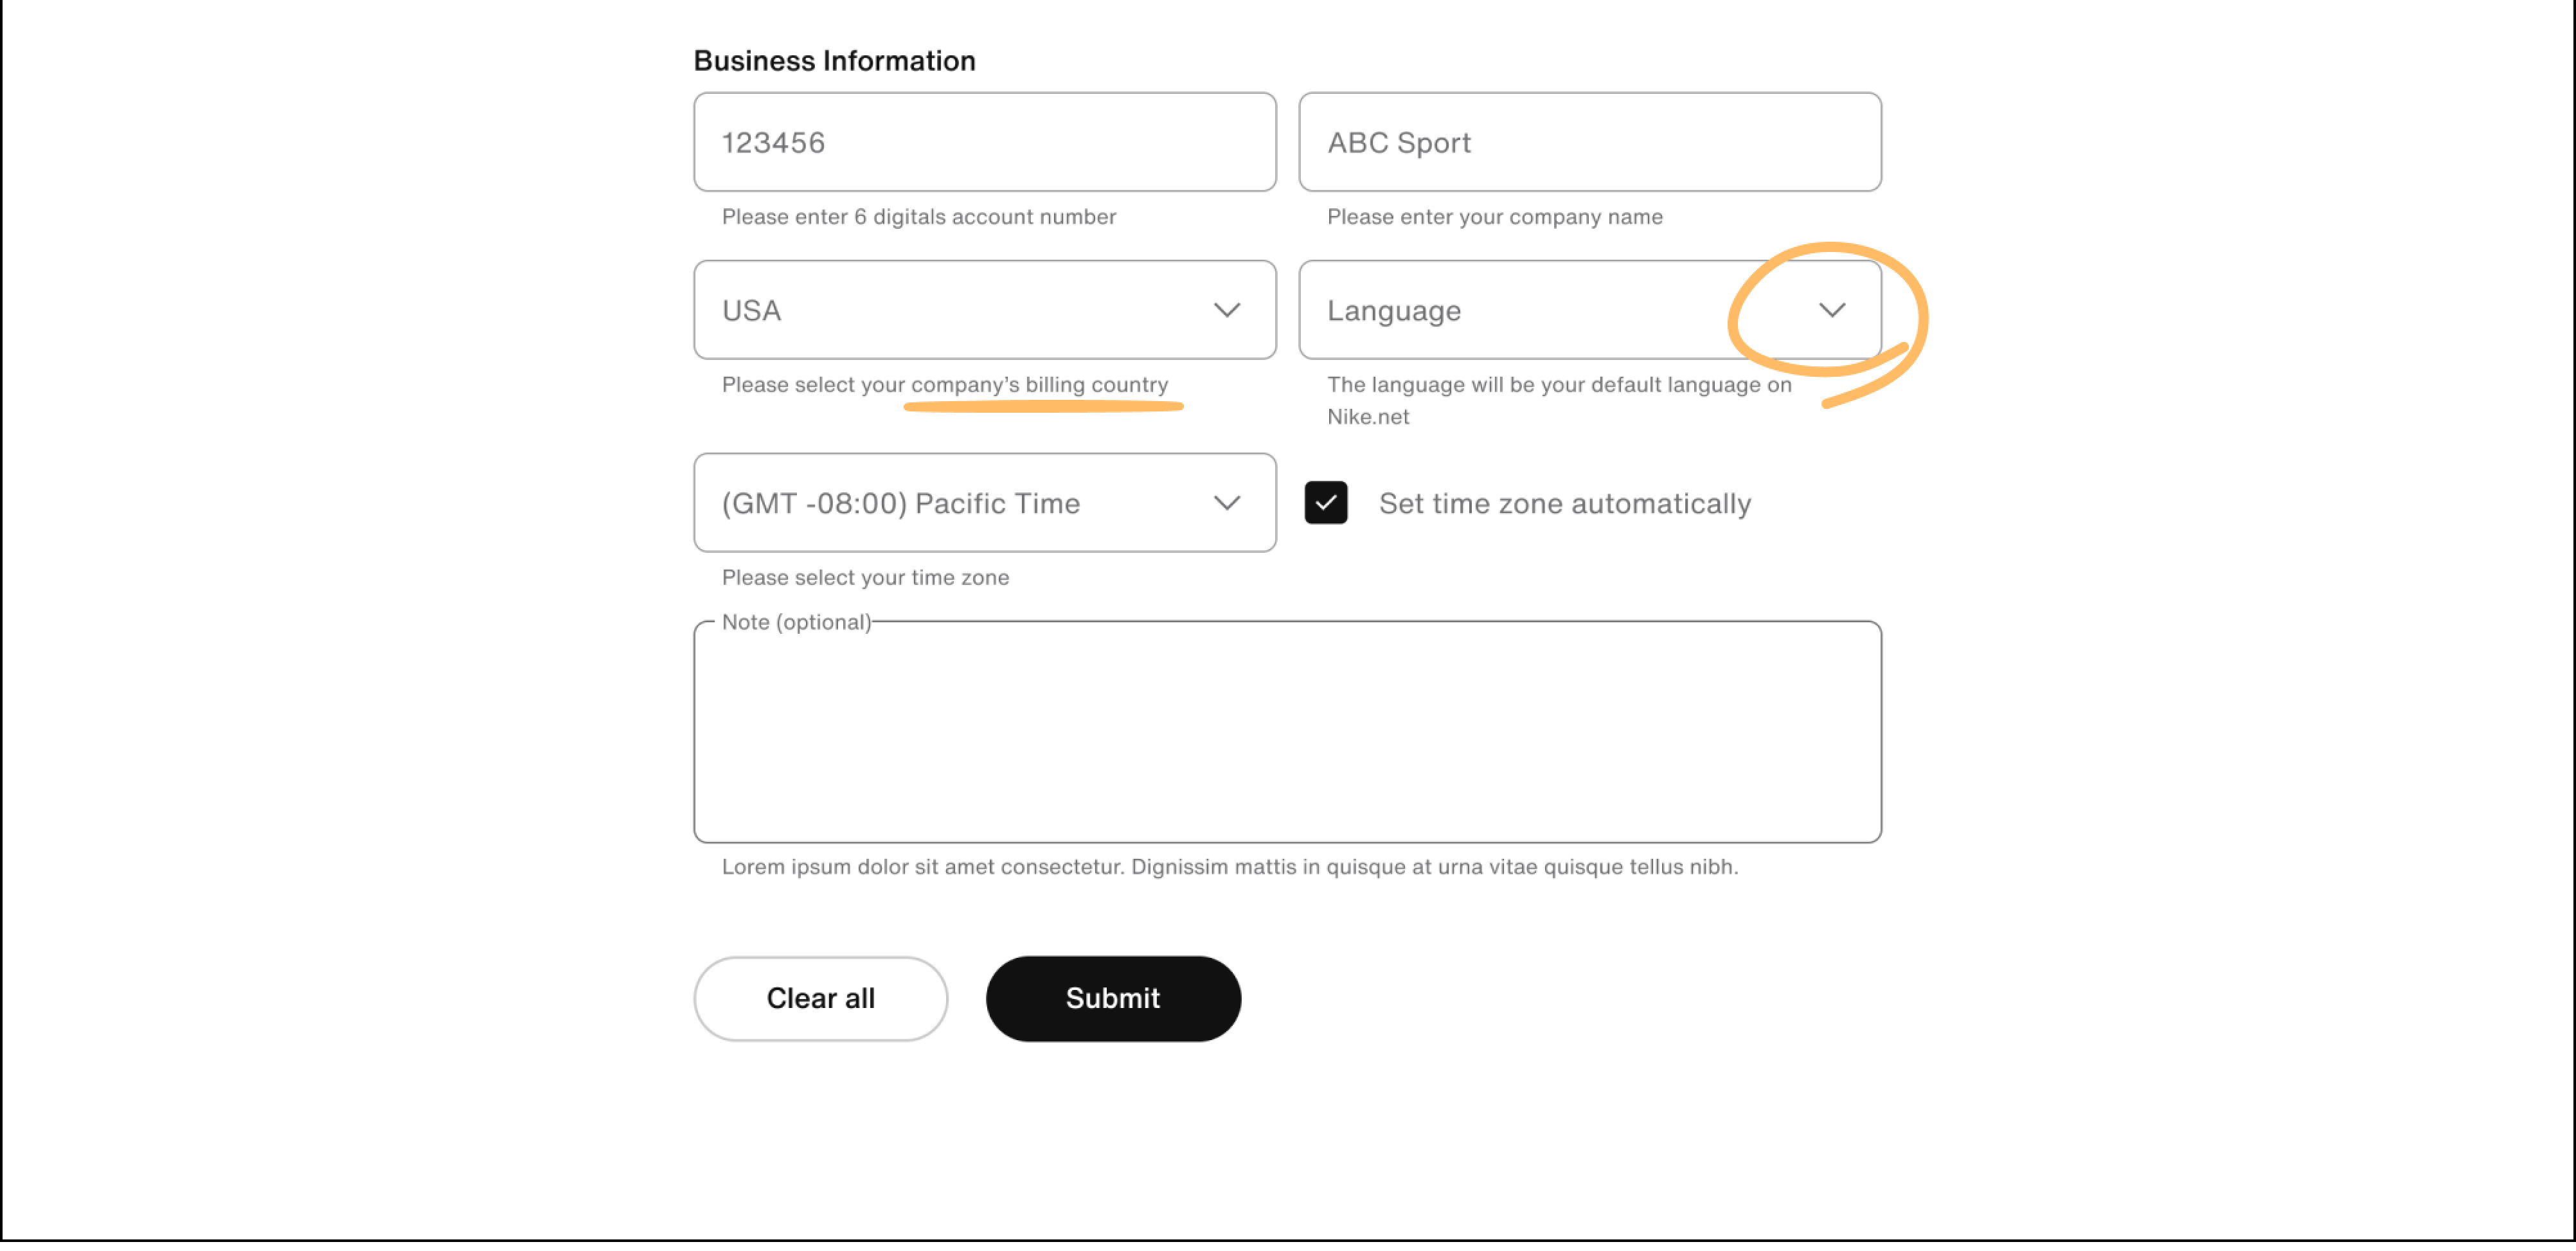 Business Information
123456
ABC Sport
Please enter 6 digitals account number
Please enter your company name
USA
Language
Please select your company's billing country
The language will be your default language on
Nike.net
(GMT -08:00) Pacific Time
Set time zone automatically
Please select your time zone
Note (optional)
Lorem ipsum dolor sit amet consectetur. Dignissim mattis in quisque at urna vitae quisque tellus nibh.
Clear all
Submit